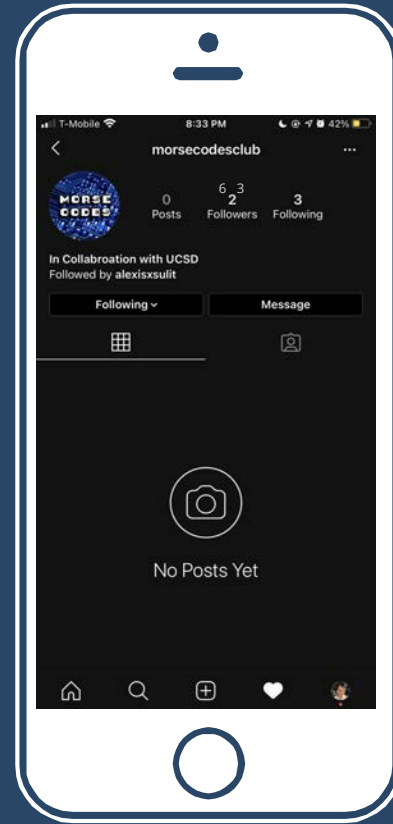 T-Mobile 8:33 PM 42%
morsecodesclub ...
MORSE
CODES
6 3
0 2 3
Posts Followers Following
In Collabroation with UCSD
Followed by alexisxsulit
Following Message
No Posts Yet